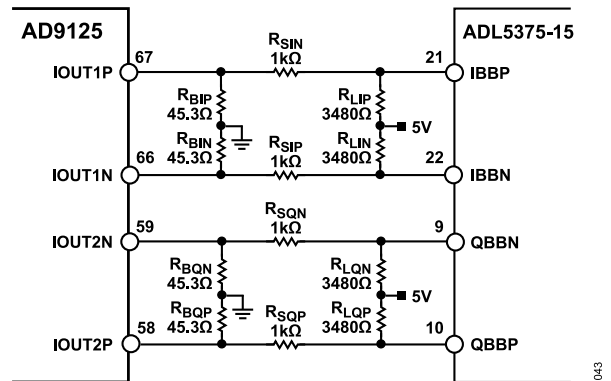 AD9125
ADL5375-15
67
RSIN
1kΩ
21
IOUT1P
IBBP
RBIP
45.3Ω
RLIP
3480Ω
5V
RBIN
45.3Ω
RSIP
1kΩ
RLIN
3480Ω
66
22
IOUT1N
IBBN
59
RSQN
1kΩ
9
IOUT2N
QBBN
RBQN
45.3Ω
RLQN
3480Ω
5V
RBQP
45.3Ω
RSQP
1kΩ
RLQP
3480Ω
58
10
IOUT2P
QBBP
043